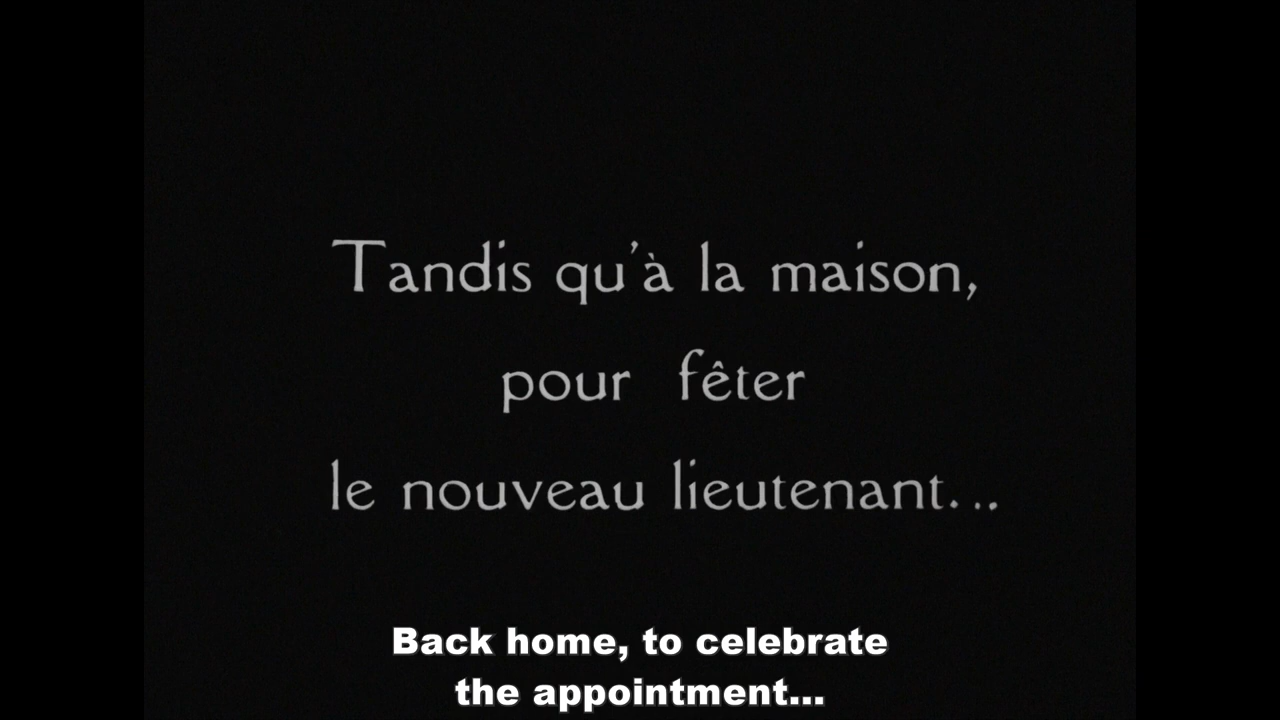 Tandis qu'à la maison,
pour fêter
le nouveau lieutenant...
Back home, to celebrate
the appointment...